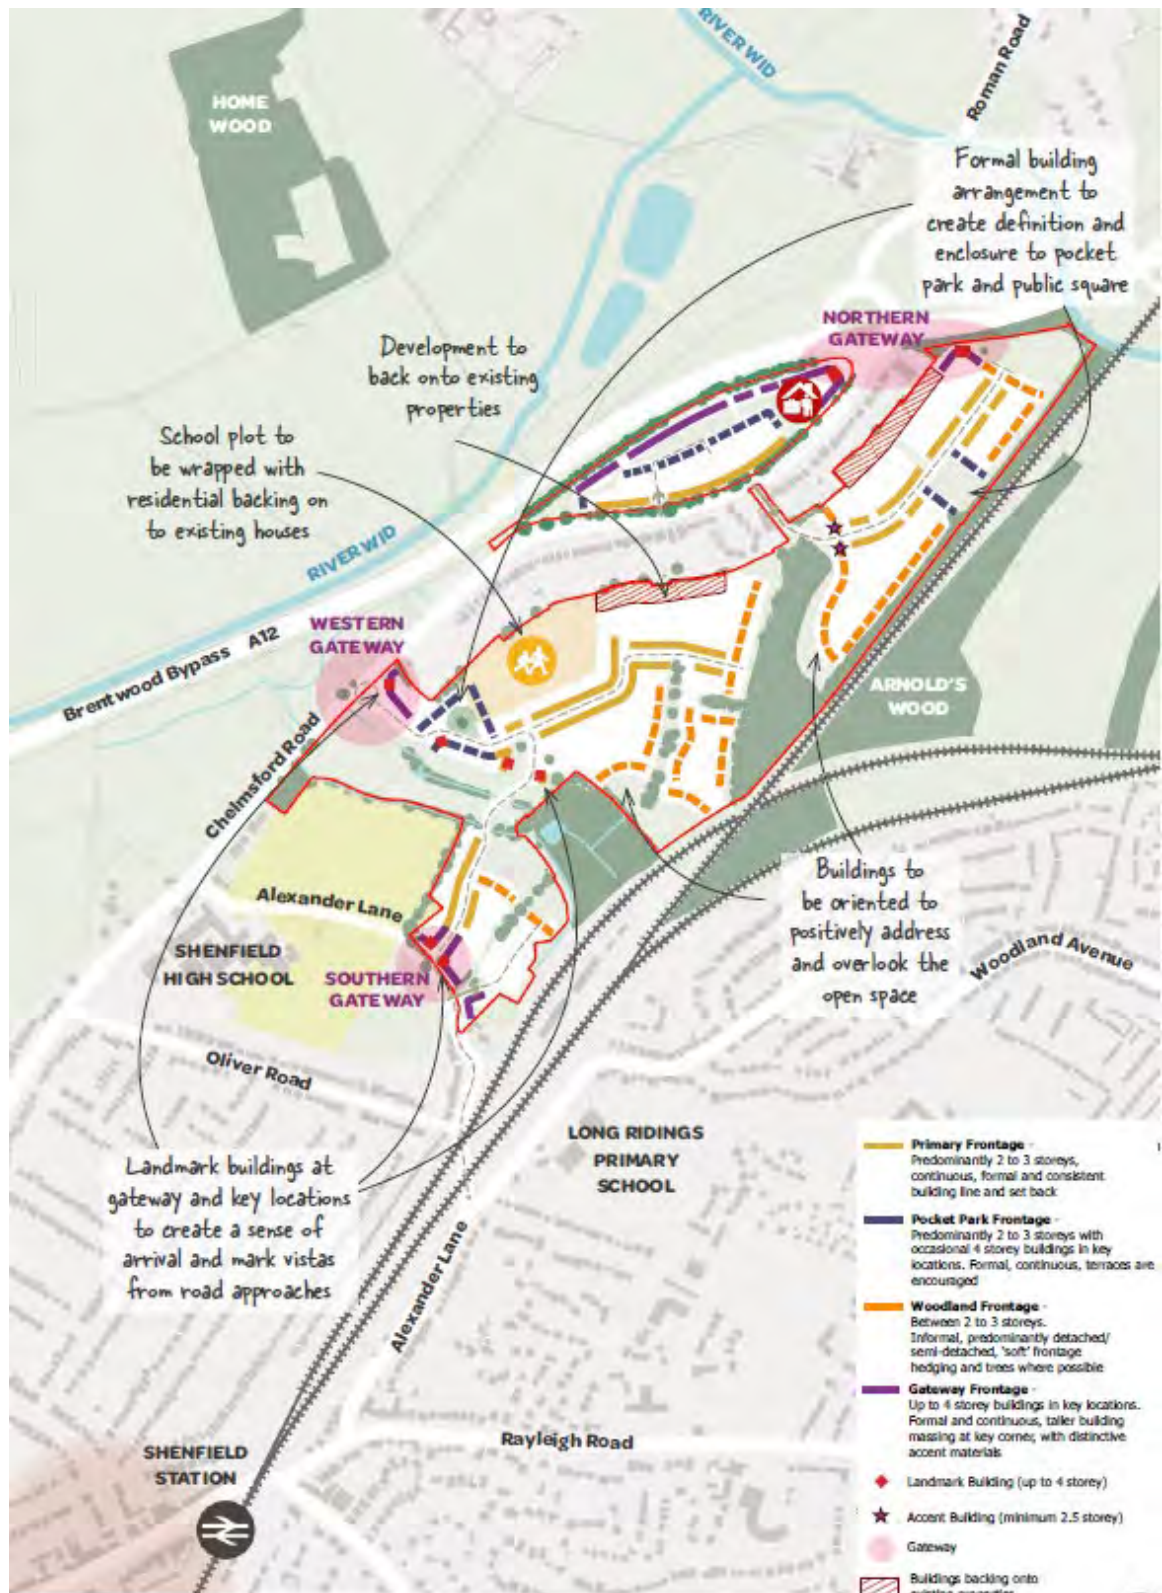 RIVER WID
Roman Road
HOME
WOOD
Formal building
arrangement to
create definition and
enclosure to pocket
park and public square
NORTHERN
GATEWAY
Development to
back onto existing
properties
School plot to
be wrapped with
residential backing on
to existing houses
RIVER WID
WESTERN
GATEWAY
Brentwood Bypass A12
ARNOLD'S
WOOD
Chelmsford Road
Buildings to
be oriented to
positively address
and overlook the
open space
Alexander Lane
SHENFIELD
HIGH SCHOOL
SOUTHERN
GATEWAY
Woodland Avenue
Oliver Road
LONG RIDINGS
PRIMARY
SCHOOL
Landmark buildings at
gateway and key locations
to create a sense of
arrival and mark vistas
from road approaches
Alexander Lane
Rayleigh Road
SHENFIELD
STATION
Primary Frontage -
Predominantly 2 to 3 storeys,
continuous, formal and consistent
building line and set back
Pocket Park Frontage -
Predominantly 2 to 3 storeys with
occasional 4 storey buildings in key
locations. Formal, continuous, terraces are
encouraged
Woodland Frontage -
Between 2 to 3 storeys.
Informal, predominantly detached/
semi-detached, 'soft' frontage
hedging and trees where possible
Gateway Frontage -
Up to 4 storey buildings in key locations.
Formal and continuous, taller building
massing at key corner, with distinctive
accent materials
Landmark Building (up to 4 storey)
Accent Building (minimum 2.5 storey)
Gateway
Buildings backing onto